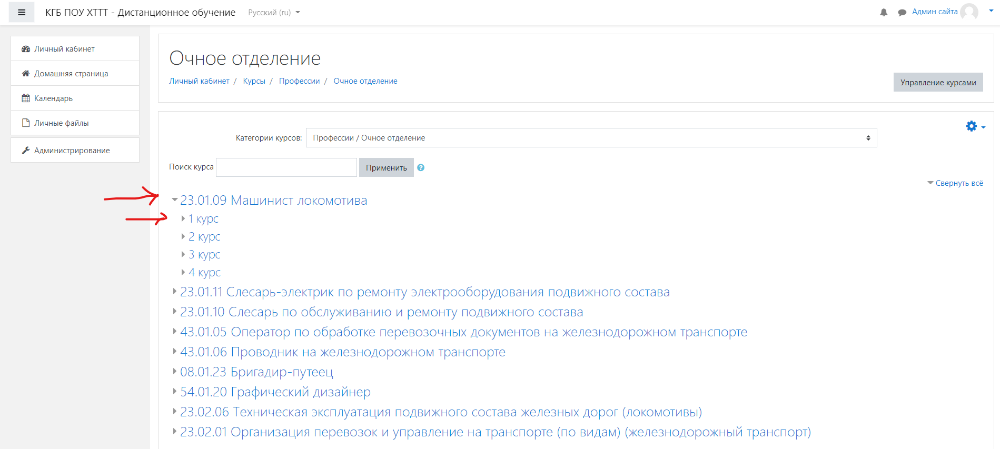 КГБ ПОУ ХТТТ - Дистанционное обучение
Русский (ru)
Админ сайта
Личный кабинет
Домашняя страница
Календарь
Личные файлы
Администрирование
Очное отделение
Личный кабинет / Курсы / Профессии / Очное отделение
Управление курсами
Категории курсов: Профессии / Очное отделение
Поиск курса
Применить
?
Свернуть всё
23.01.09 Машинист локомотива
1 курс
2 курс
3 курс
4 курс
23.01.11 Слесарь-электрик по ремонту электрооборудования подвижного состава
23.01.10 Слесарь по обслуживанию и ремонту подвижного состава
43.01.05 Оператор по обработке перевозочных документов на железнодорожном транспорте
43.01.06 Проводник на железнодорожном транспорте
08.01.23 Бригадир-путеец
54.01.20 Графический дизайнер
23.02.06 Техническая эксплуатация подвижного состава железных дорог (локомотивы)
23.02.01 Организация перевозок и управление на транспорте (по видам) (железнодорожный транспорт)